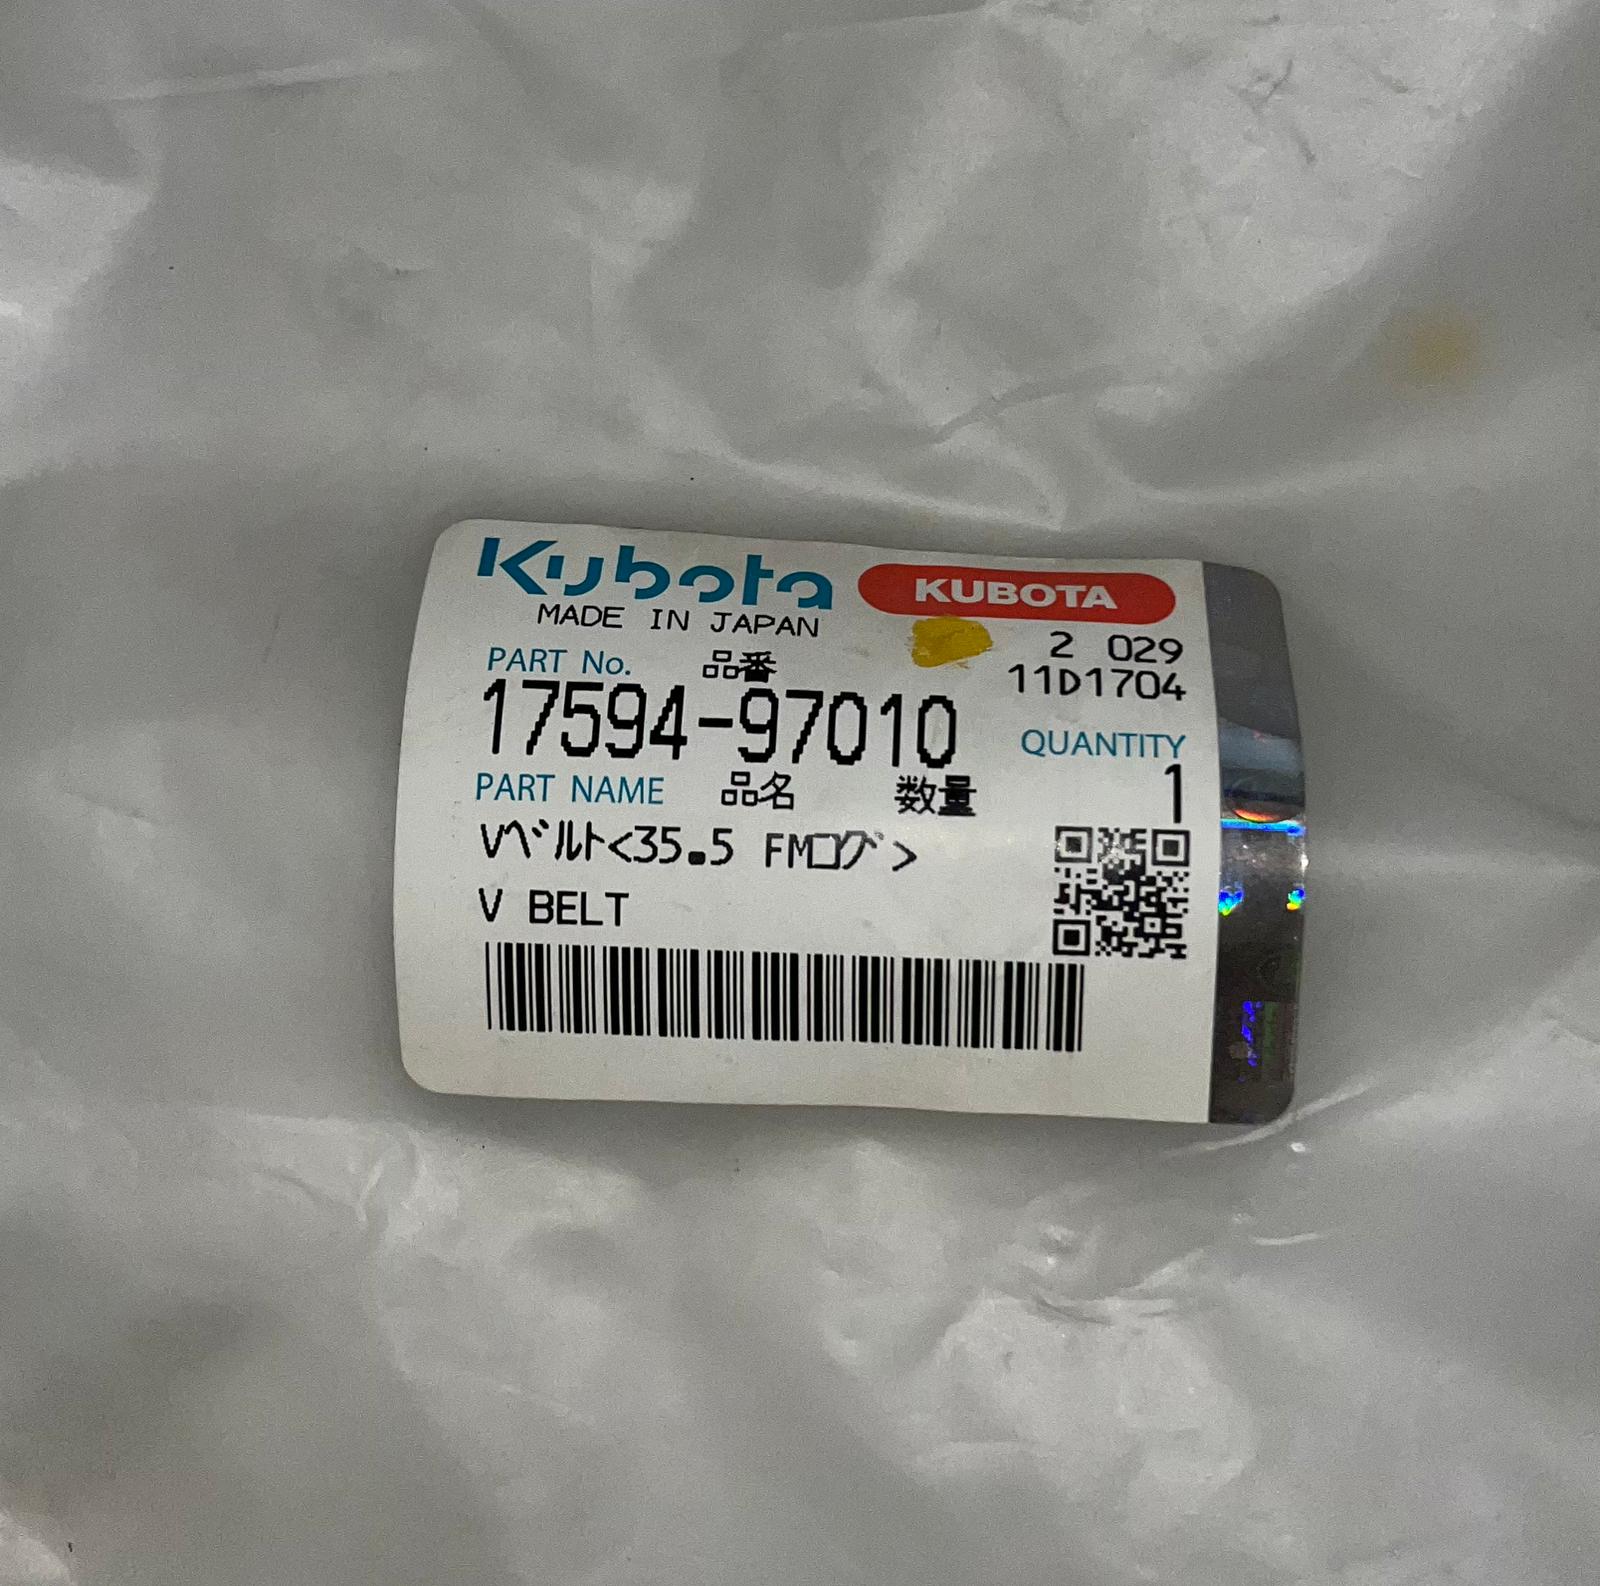 Kubota KUBOTA
MADE IN JAPAN
2 029
PART No. 品番
11D1704
17594-97010
QUANTITY
PART NAME 品名 数量 1
Vベルト<35.5 FMコグ>
V BELT